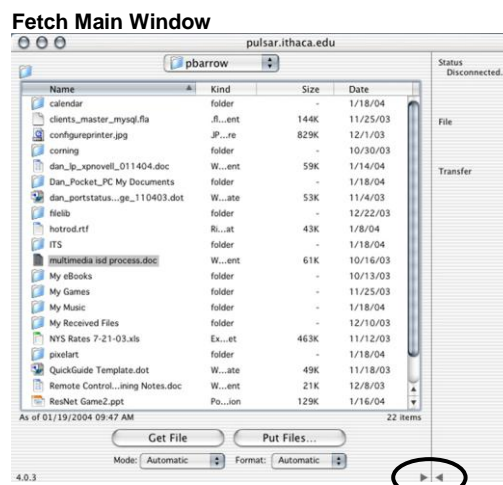 Fetch Main Window
pulsar.ithaca.edu
pbarrow
Status
Disconnected.
File
Transfer
Name Kind Size Date
calendar folder - 1/18/04
clients_master_mysql.fla .fl...ent 144K 11/25/03
configureprinter.jpg JP...re 829K 12/1/03
corning folder - 10/30/03
dan_lp_xpnovell_011404.doc W...ent 59K 1/14/04
Dan_Pocket_PC My Documents folder - 1/18/04
dan_portstatus...ge_110403.dot W...ate 53K 11/4/03
filelib folder - 12/22/03
hotrod.rtf Ri...at 43K 1/8/04
ITS folder - 1/18/04
multimedia isd process.doc W...ent 61K 10/16/03
My eBooks folder - 10/13/03
My Games folder - 11/25/03
My Music folder - 1/18/04
My Received Files folder - 12/10/03
NYS Rates 7-21-03.xls Ex...et 463K 11/12/03
pixelart folder - 1/18/04
QuickGuide Template.dot W...ate 49K 11/18/03
Remote Control...ining Notes.doc W...ent 21K 12/8/03
ResNet Game2.ppt Po...ion 129K 1/16/04
As of 01/19/2004 09:47 AM 22 items
Get File Put Files...
Mode: Automatic Format: Automatic
4.0.3